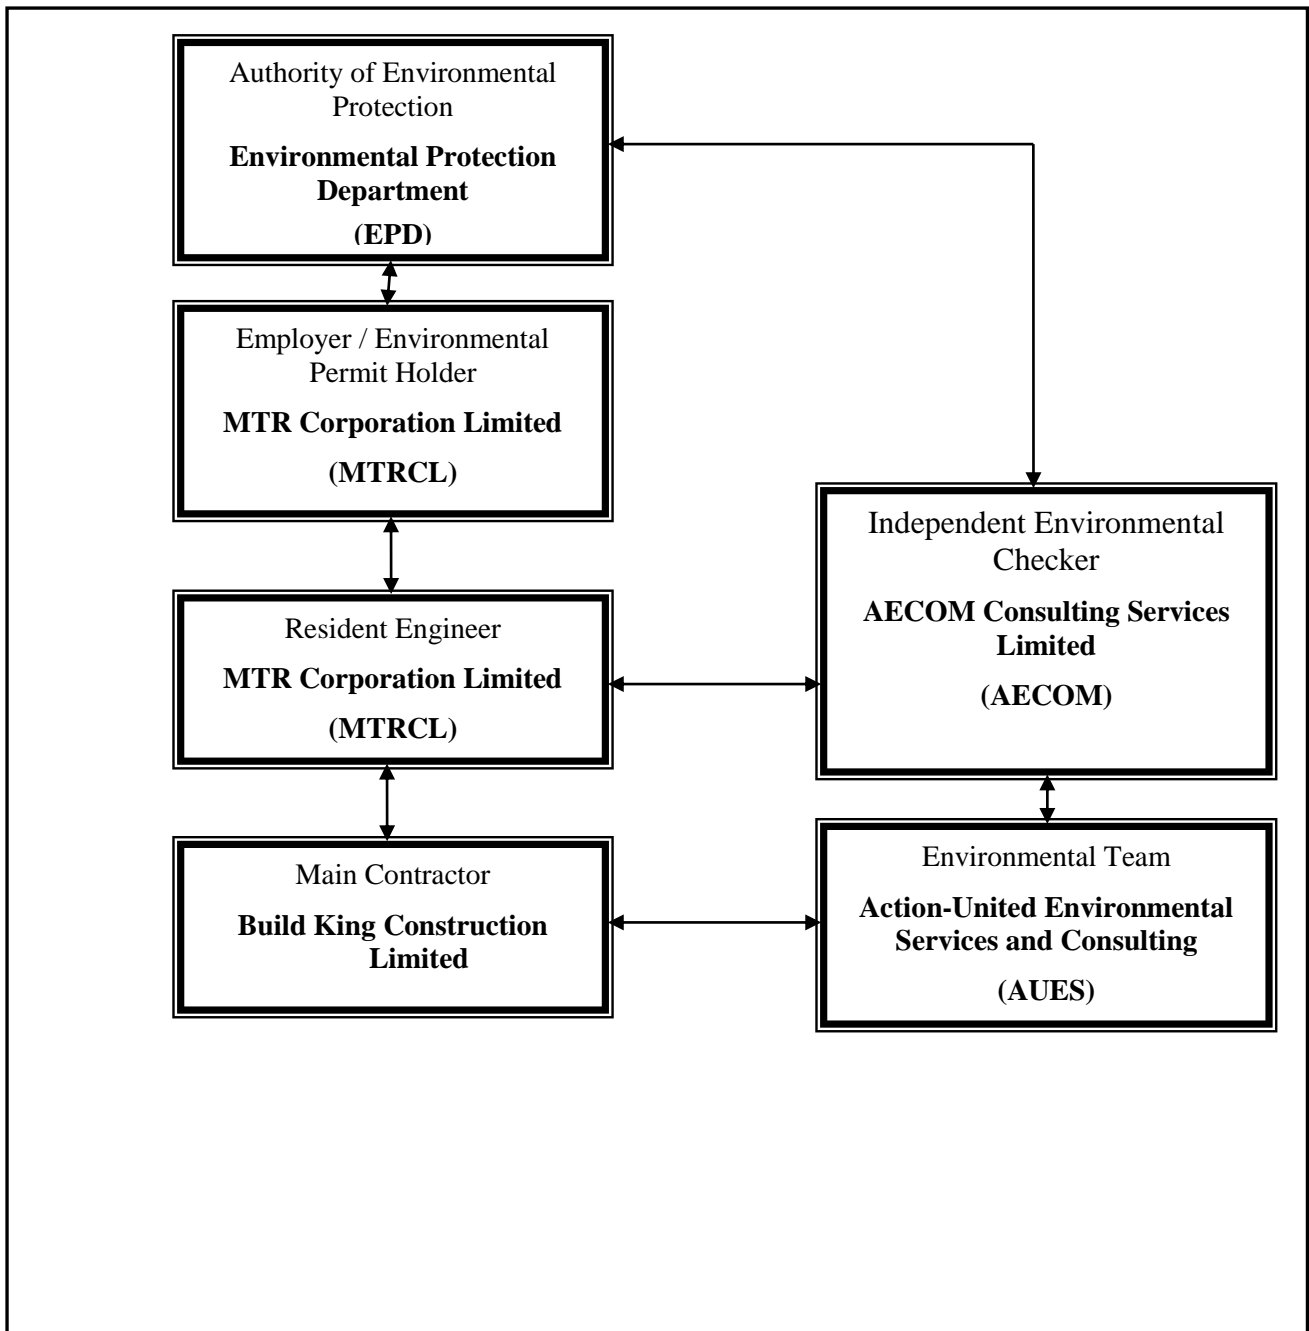 Authority of Environmental
Protection
Environmental Protection
Department
(EPD)
Employer / Environmental
Permit Holder
MTR Corporation Limited
(MTRCL)
Independent Environmental
Checker
AECOM Consulting Services
Limited
(AECOM)
Resident Engineer
MTR Corporation Limited
(MTRCL)
Main Contractor
Build King Construction
Limited
Environmental Team
Action-United Environmental
Services and Consulting
(AUES)